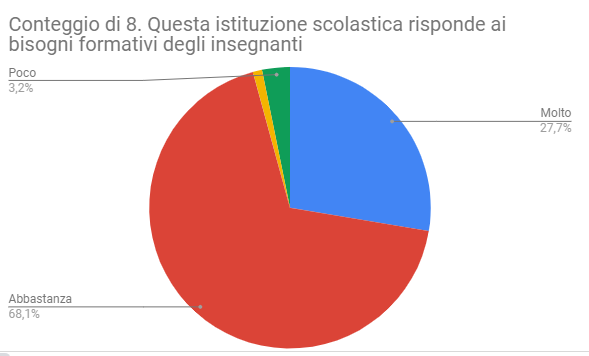 Conteggio di 8. Questa istituzione scolastica risponde ai
bisogni formativi degli insegnanti
Poco
3,2%
Molto
27,7%
Abbastanza
68,1%